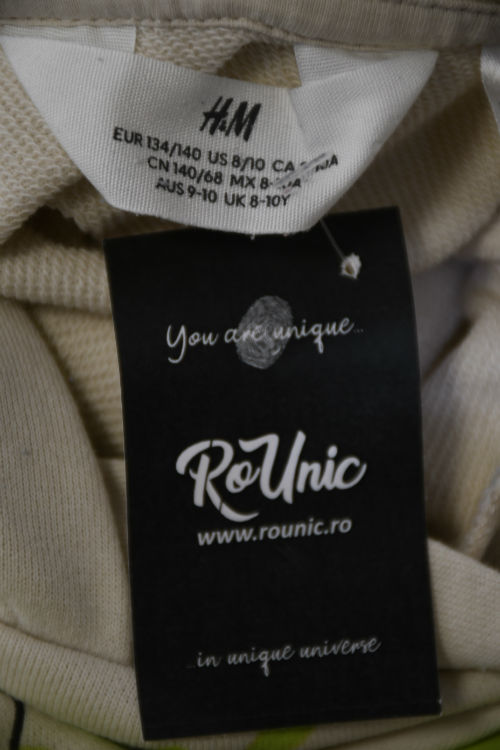 H&M
EUR 134/140 US 8/10 CA
CN 140/68 MX 8-
AUS 9-10 UK 8-10Y
You are unique...
RoUnic
www.rounic.ro
...in unique universe